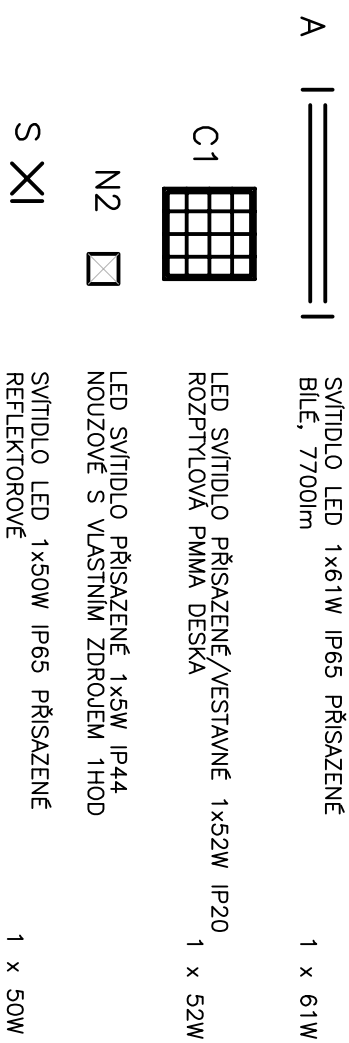 A
SVÍTIDLO LED 1x61W IP65 PŘISAZENÉ
BÍLÉ, 7700lm
1 x 61W
C1
LED SVÍTIDLO PŘISAZENÉ/VESTAVNÉ 1x52W IP20
ROZPTYLOVÁ PMMA DESKA
1 x 52W
N2
LED SVÍTIDLO PŘISAZENÉ 1x5W IP44
NOUZOVÉ S VLASTNÍM ZDROJEM 1HOD
S
SVÍTIDLO LED 1x50W IP65 PŘISAZENÉ
REFLEKTOROVÉ
1 x 50W